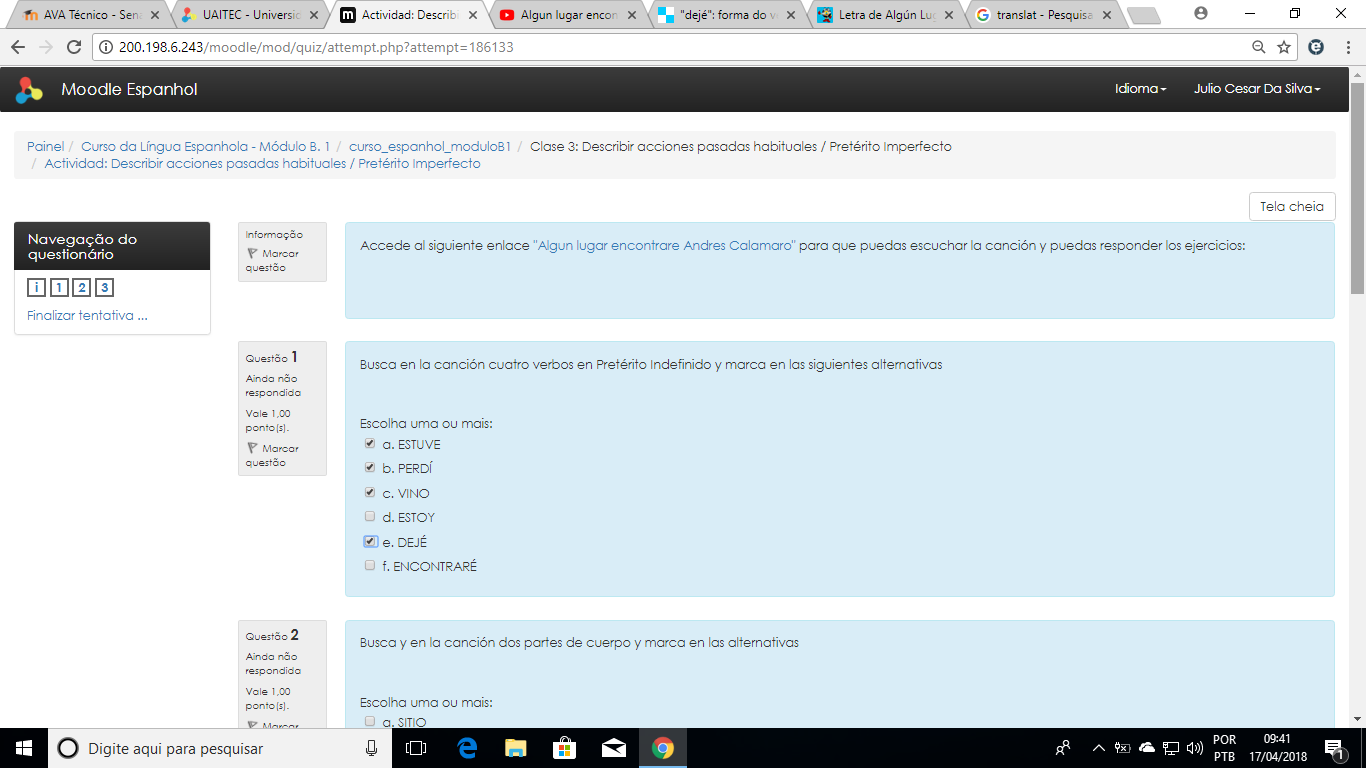 AVA Técnico - Sena
UAITEC - Universid
Actividad: Describi
Algun lugar encon
"dejé": forma do ve
Letra de Algún Lug
translat - Pesquisa
200.198.6.243/moodle/mod/quiz/attempt.php?attempt=186133
Moodle Espanhol
Idioma
Julio Cesar Da Silva
Painel / Curso da Língua Espanhola - Módulo B. 1 / curso_espanhol_moduloB1 / Clase 3: Describir acciones pasadas habituales / Pretérito Imperfecto
/ Actividad: Describir acciones pasadas habituales / Pretérito Imperfecto
Tela cheia
Navegação do
questionário
i 1 2 3
Finalizar tentativa ...
Informação
Marcar
questão
Accede al siguiente enlace "Algun lugar encontrare Andres Calamaro" para que puedas escuchar la canción y puedas responder los ejercicios:
Questão 1
Ainda não
respondida
Vale 1,00
ponto(s).
Marcar
questão
Busca en la canción cuatro verbos en Pretérito Indefinido y marca en las siguientes alternativas
Escolha uma ou mais:
a. ESTUVE
b. PERDÍ
c. VINO
d. ESTOY
e. DEJÉ
f. ENCONTRARÉ
Questão 2
Ainda não
respondida
Vale 1,00
ponto(s).
Marcar
Busca y en la canción dos partes de cuerpo y marca en las alternativas
Escolha uma ou mais:
a. SITIO
Digite aqui para pesquisar
POR
PTB
09:41
17/04/2018
1